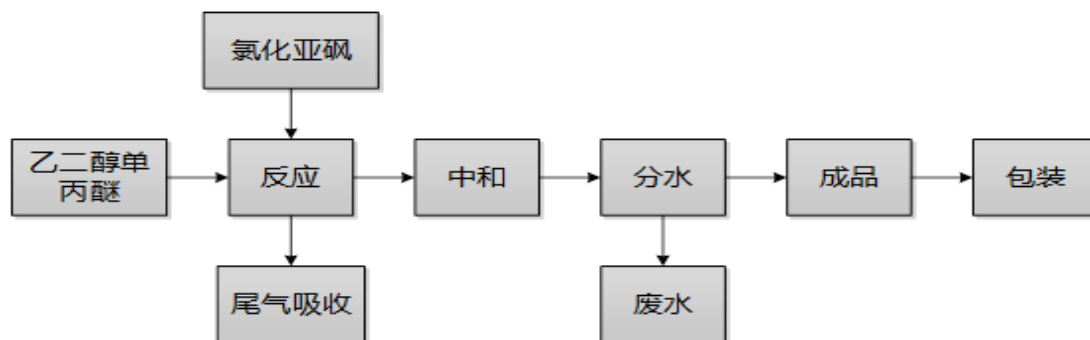 氯化亚砜
乙二醇单
丙醚
反应
中和
分水
成品
包装
尾气吸收
废水